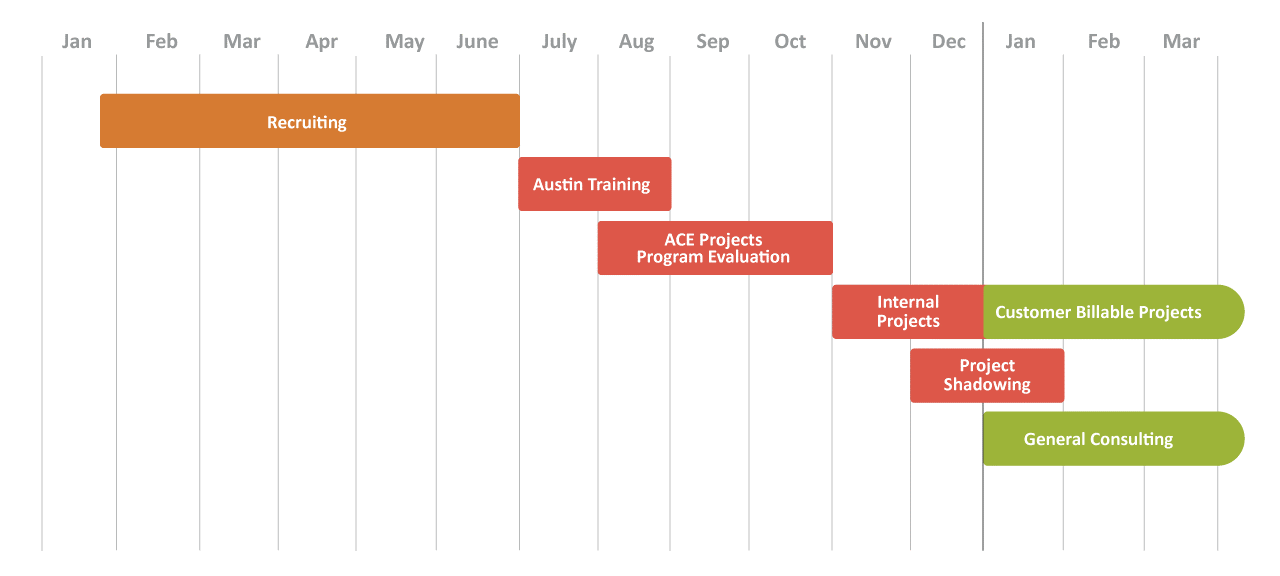 Jan Feb Mar Apr May June July Aug Sep Oct Nov Dec Jan Feb Mar
Recruiting
Austin Training
ACE Projects
Program Evaluation
Internal
Projects
Customer Billable Projects
Project
Shadowing
General Consulting